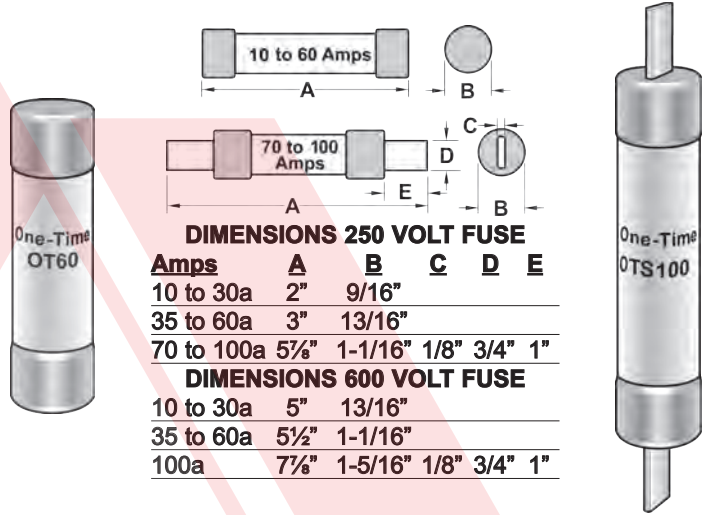 10 to 60 Amps
A
B
C
70 to 100
Amps
D
E
A
B
One-Time
OT60
One-Time
OTS100
DIMENSIONS 250 VOLT FUSE
Amps A B C D E
10 to 30a 2” 9/16”
35 to 60a 3” 13/16”
70 to 100a 5⅞” 1-1/16” 1/8” 3/4” 1”
DIMENSIONS 600 VOLT FUSE
10 to 30a 5” 13/16”
35 to 60a 5½” 1-1/16”
100a 7⅞” 1-5/16” 1/8” 3/4” 1”